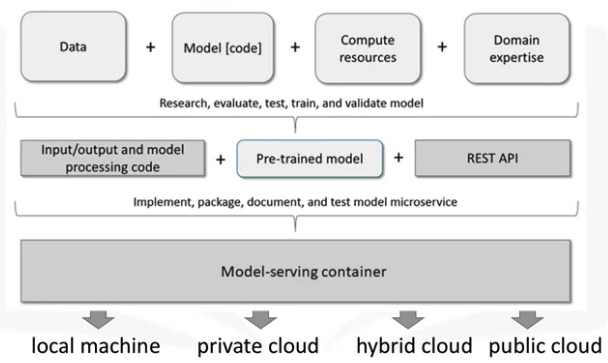 Data + Model [code] + Compute resources + Domain expertise
Research, evaluate, test, train, and validate model
Input/output and model processing code + Pre-trained model + REST API
Implement, package, document, and test model microservice
Model-serving container
local machine private cloud hybrid cloud public cloud